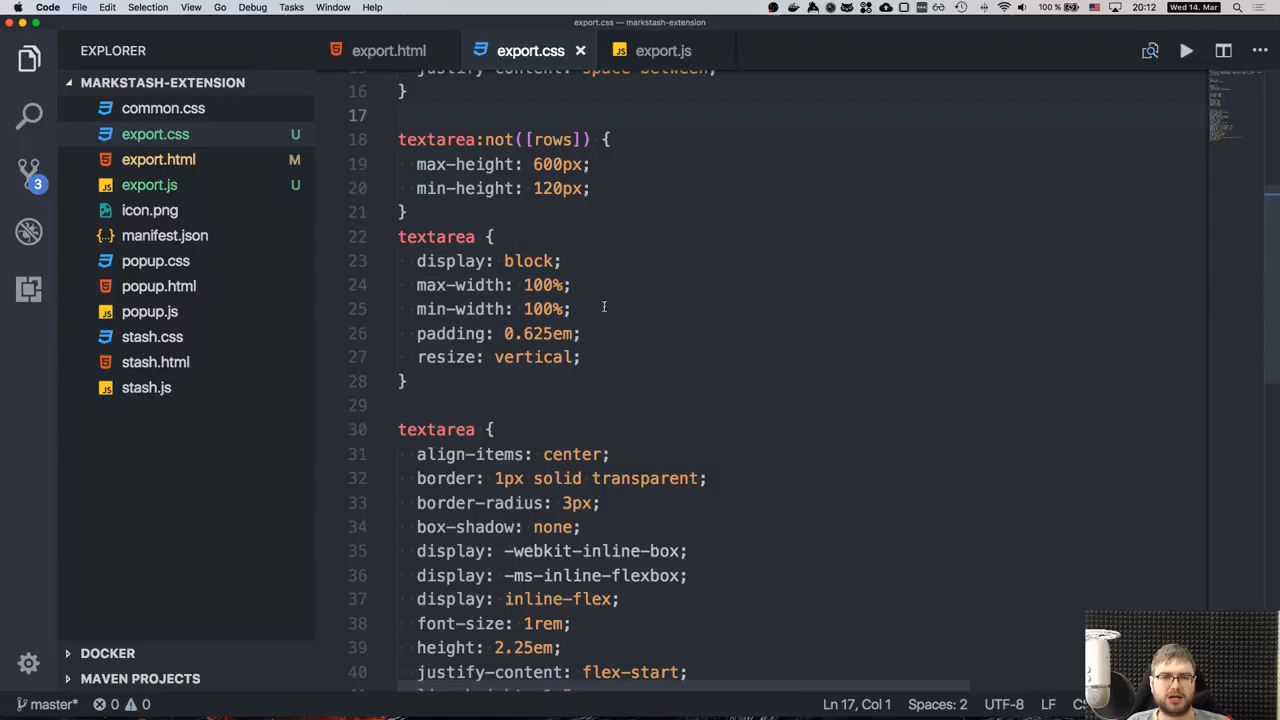 Code File Edit Selection View Go Debug Tasks Window Help 100 % 20:12 Wed 14. Mar
export.css — markstash-extension
EXPLORER
export.html
export.css
export.js
MARKSTASH-EXTENSION
common.css
export.css U
export.html M
export.js U
icon.png
manifest.json
popup.css
popup.html
popup.js
stash.css
stash.html
stash.js
DOCKER
MAVEN PROJECTS
3
justify-content: space-between;
16 }
17
18 textarea:not([rows]) {
19 max-height: 600px;
20 min-height: 120px;
21 }
22 textarea {
23 display: block;
24 max-width: 100%;
25 min-width: 100%;
26 padding: 0.625em;
27 resize: vertical;
28 }
29
30 textarea {
31 align-items: center;
32 border: 1px solid transparent;
33 border-radius: 3px;
34 box-shadow: none;
35 display: -webkit-inline-box;
36 display: -ms-inline-flexbox;
37 display: inline-flex;
38 font-size: 1rem;
39 height: 2.25em;
40 justify-content: flex-start;
master* 0 0 Ln 17, Col 1 Spaces: 2 UTF-8 LF